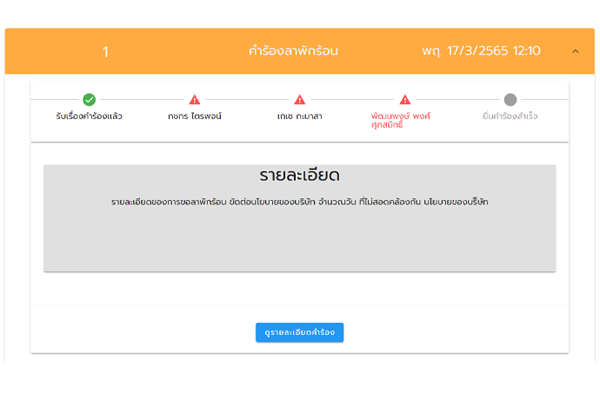 1 คำร้องลาพักร้อน พฤ. 17/3/2565 12:10
รับเรื่องคำร้องแล้ว กชกร ไตรพจน์ เกเซ กะมาสา พัฒนพงษ์ พงศ์ ยื่นคำร้องสำเร็จ
ศุภสมิทธิ์
รายละเอียด
รายละเอียดของการขอลาพักร้อน ขัดต่อนโยบายของบริษัท จำนวณวัน ที่ไม่สอดคล้องกัน นโยบายของบริัษัท
ดูรายละเอียดคำร้อง